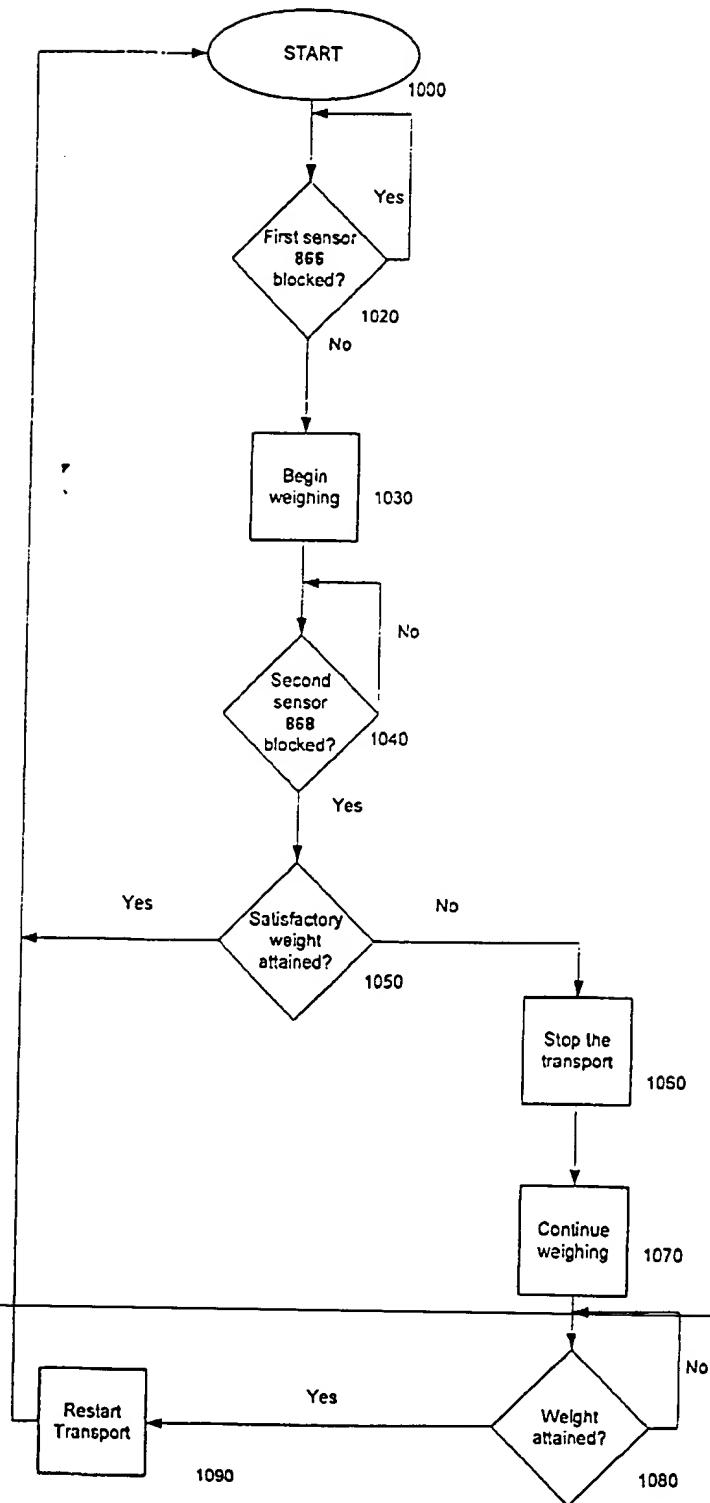 START
1000
Yes
First sensor
866
blocked?
1020
No
Begin
weighing
1030
No
Second
sensor
868
blocked?
1040
Yes
Yes
No
Satisfactory
weight
attained?
1050
Stop the
transport
1060
Continue
weighing
1070
No
Restart
Transport
Yes
Weight
attained?
1090
1080